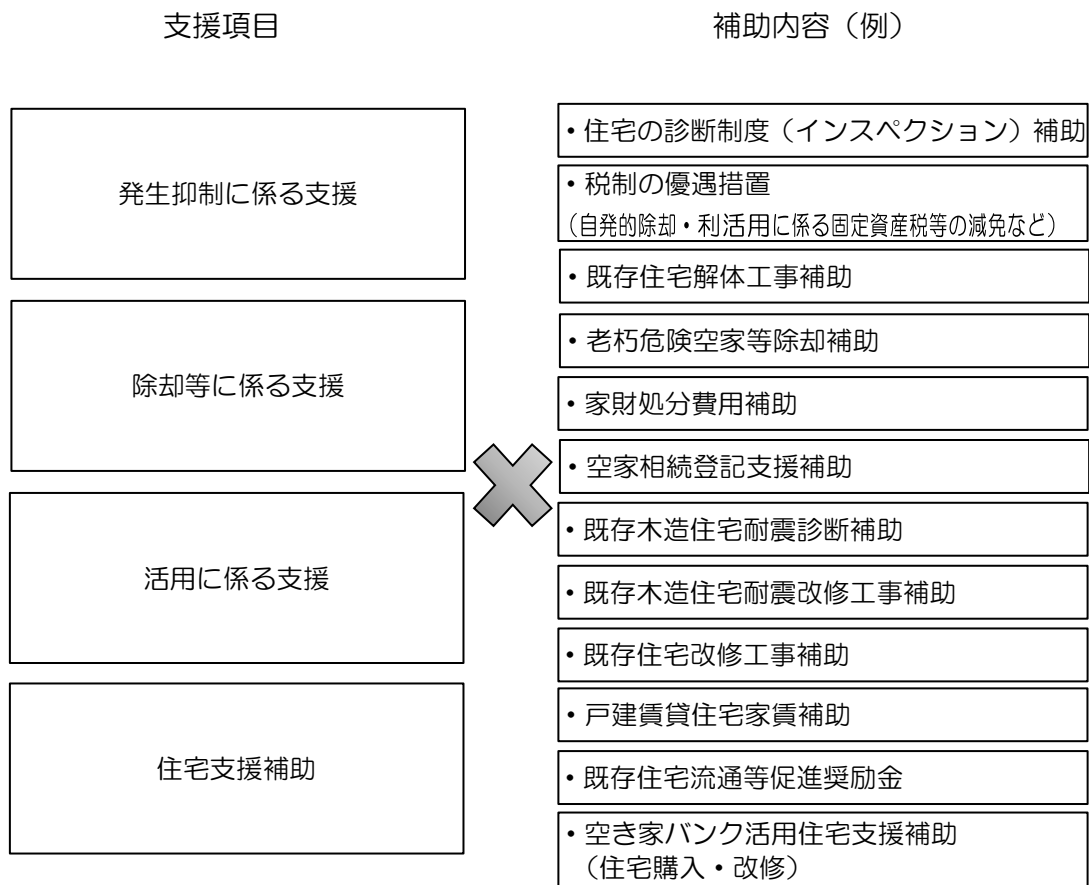 支援項目
補助内容（例）
発生抑制に係る支援
除却等に係る支援
活用に係る支援
住宅支援補助
・住宅の診断制度（インスペクション）補助
・税制の優遇措置
（自発的除却・利活用に係る固定資産税等の減免など）
・既存住宅解体工事補助
・老朽危険空家等除却補助
・家財処分費用補助
・空家相続登記支援補助
・既存木造住宅耐震診断補助
・既存木造住宅耐震改修工事補助
・既存住宅改修工事補助
・戸建賃貸住宅家賃補助
・既存住宅流通等促進奨励金
・空き家バンク活用住宅支援補助
（住宅購入・改修）